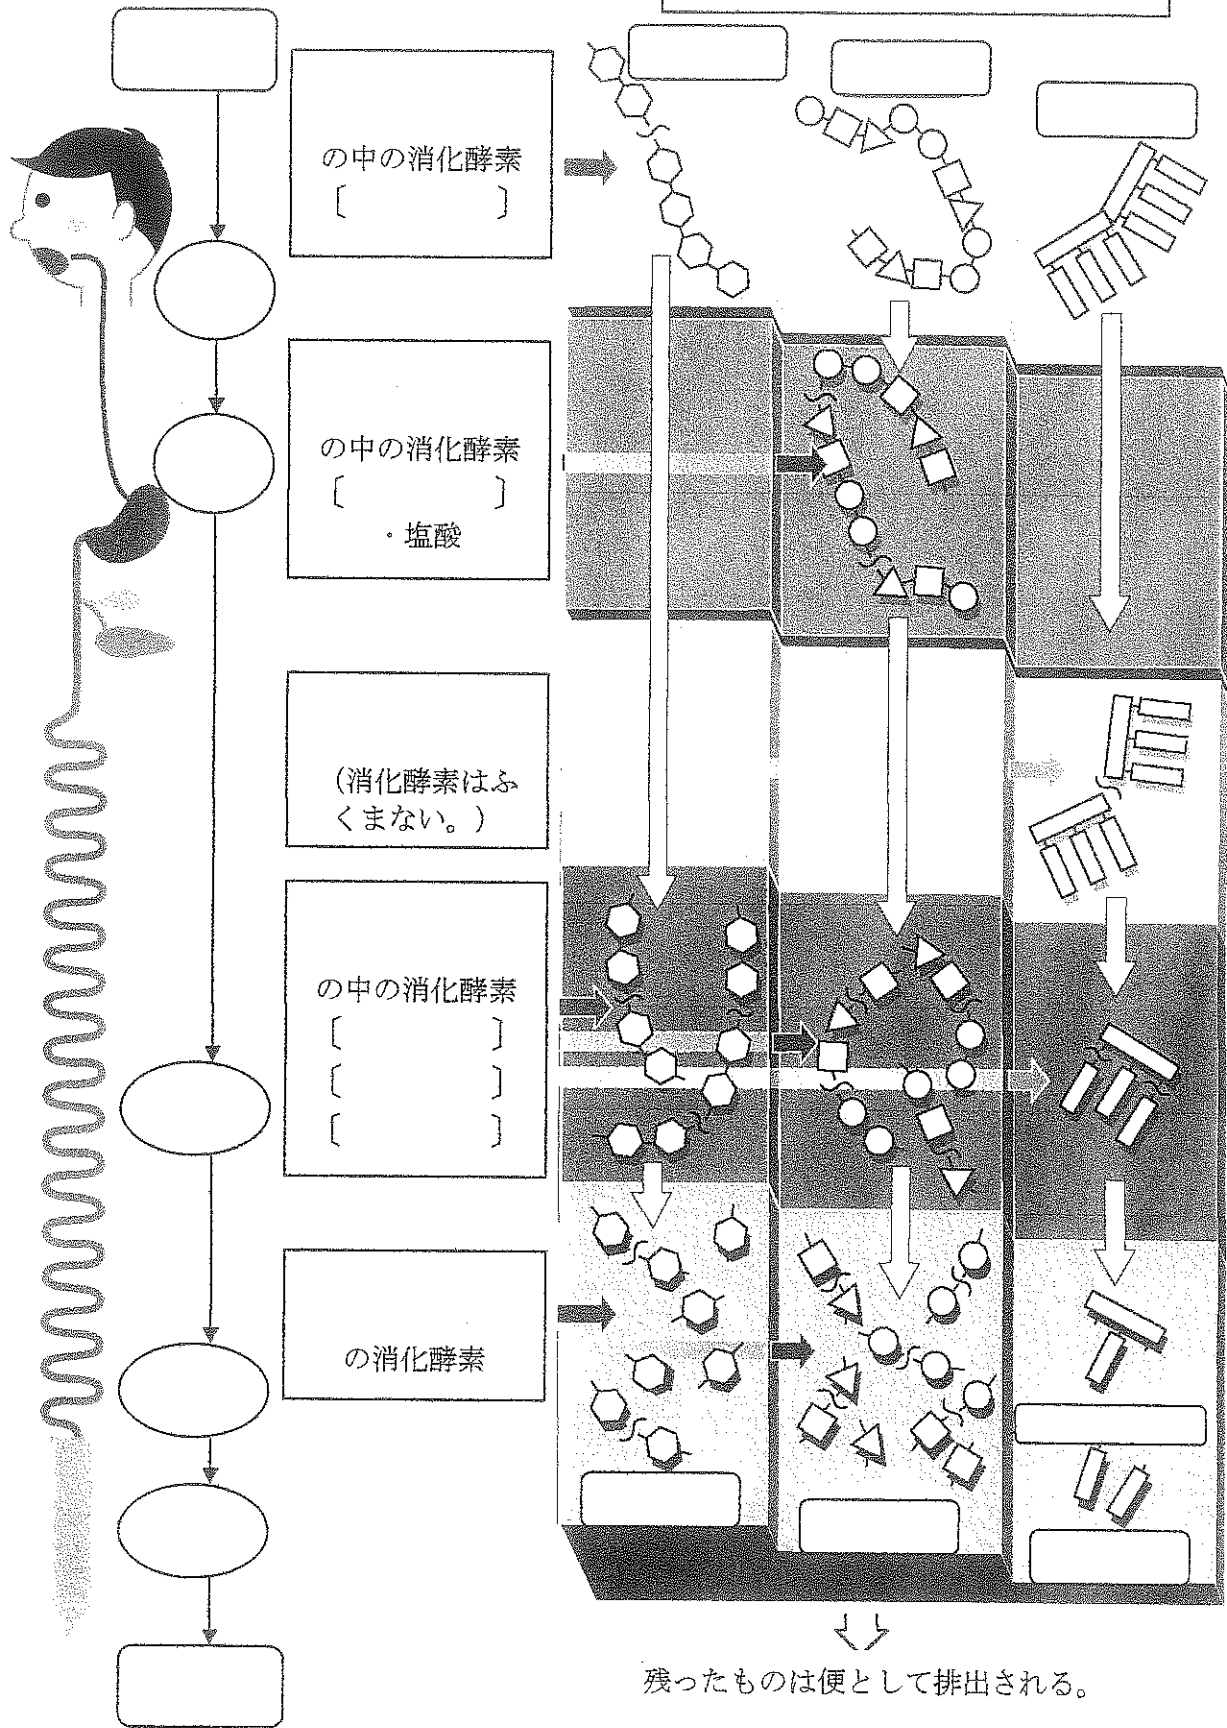 の中の消化酵素
〔　　　　　〕
の中の消化酵素
〔　　　　　〕
・塩酸
(消化酵素はふ
くまない。)
の中の消化酵素
〔　　　　　〕
〔　　　　　〕
〔　　　　　〕
の消化酵素
残ったものは便として排出される。